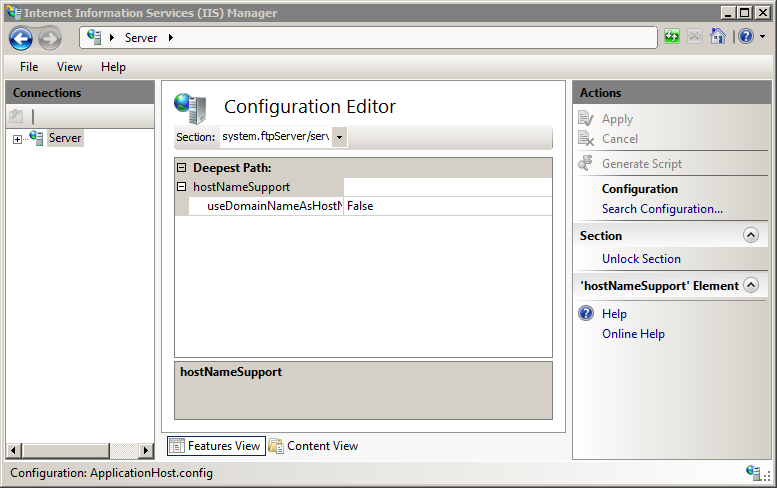 Internet Information Services (IIS) Manager
Server
File View Help
Connections
Server
Configuration Editor
Section: system.ftpServer/serv
Deepest Path:
hostNameSupport
useDomainNameAsHostN False
hostNameSupport
Features View Content View
Actions
Apply
Cancel
Generate Script
Configuration
Search Configuration...
Section
Unlock Section
'hostNameSupport' Element
Help
Online Help
Configuration: ApplicationHost.config